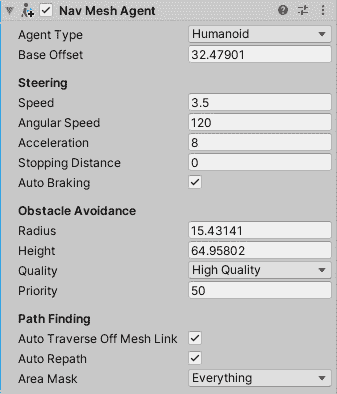 Nav Mesh Agent
Agent Type Humanoid
Base Offset 32.47901
Steering
Speed 3.5
Angular Speed 120
Acceleration 8
Stopping Distance 0
Auto Braking
Obstacle Avoidance
Radius 15.43141
Height 64.95802
Quality High Quality
Priority 50
Path Finding
Auto Traverse Off Mesh Link
Auto Repath
Area Mask Everything